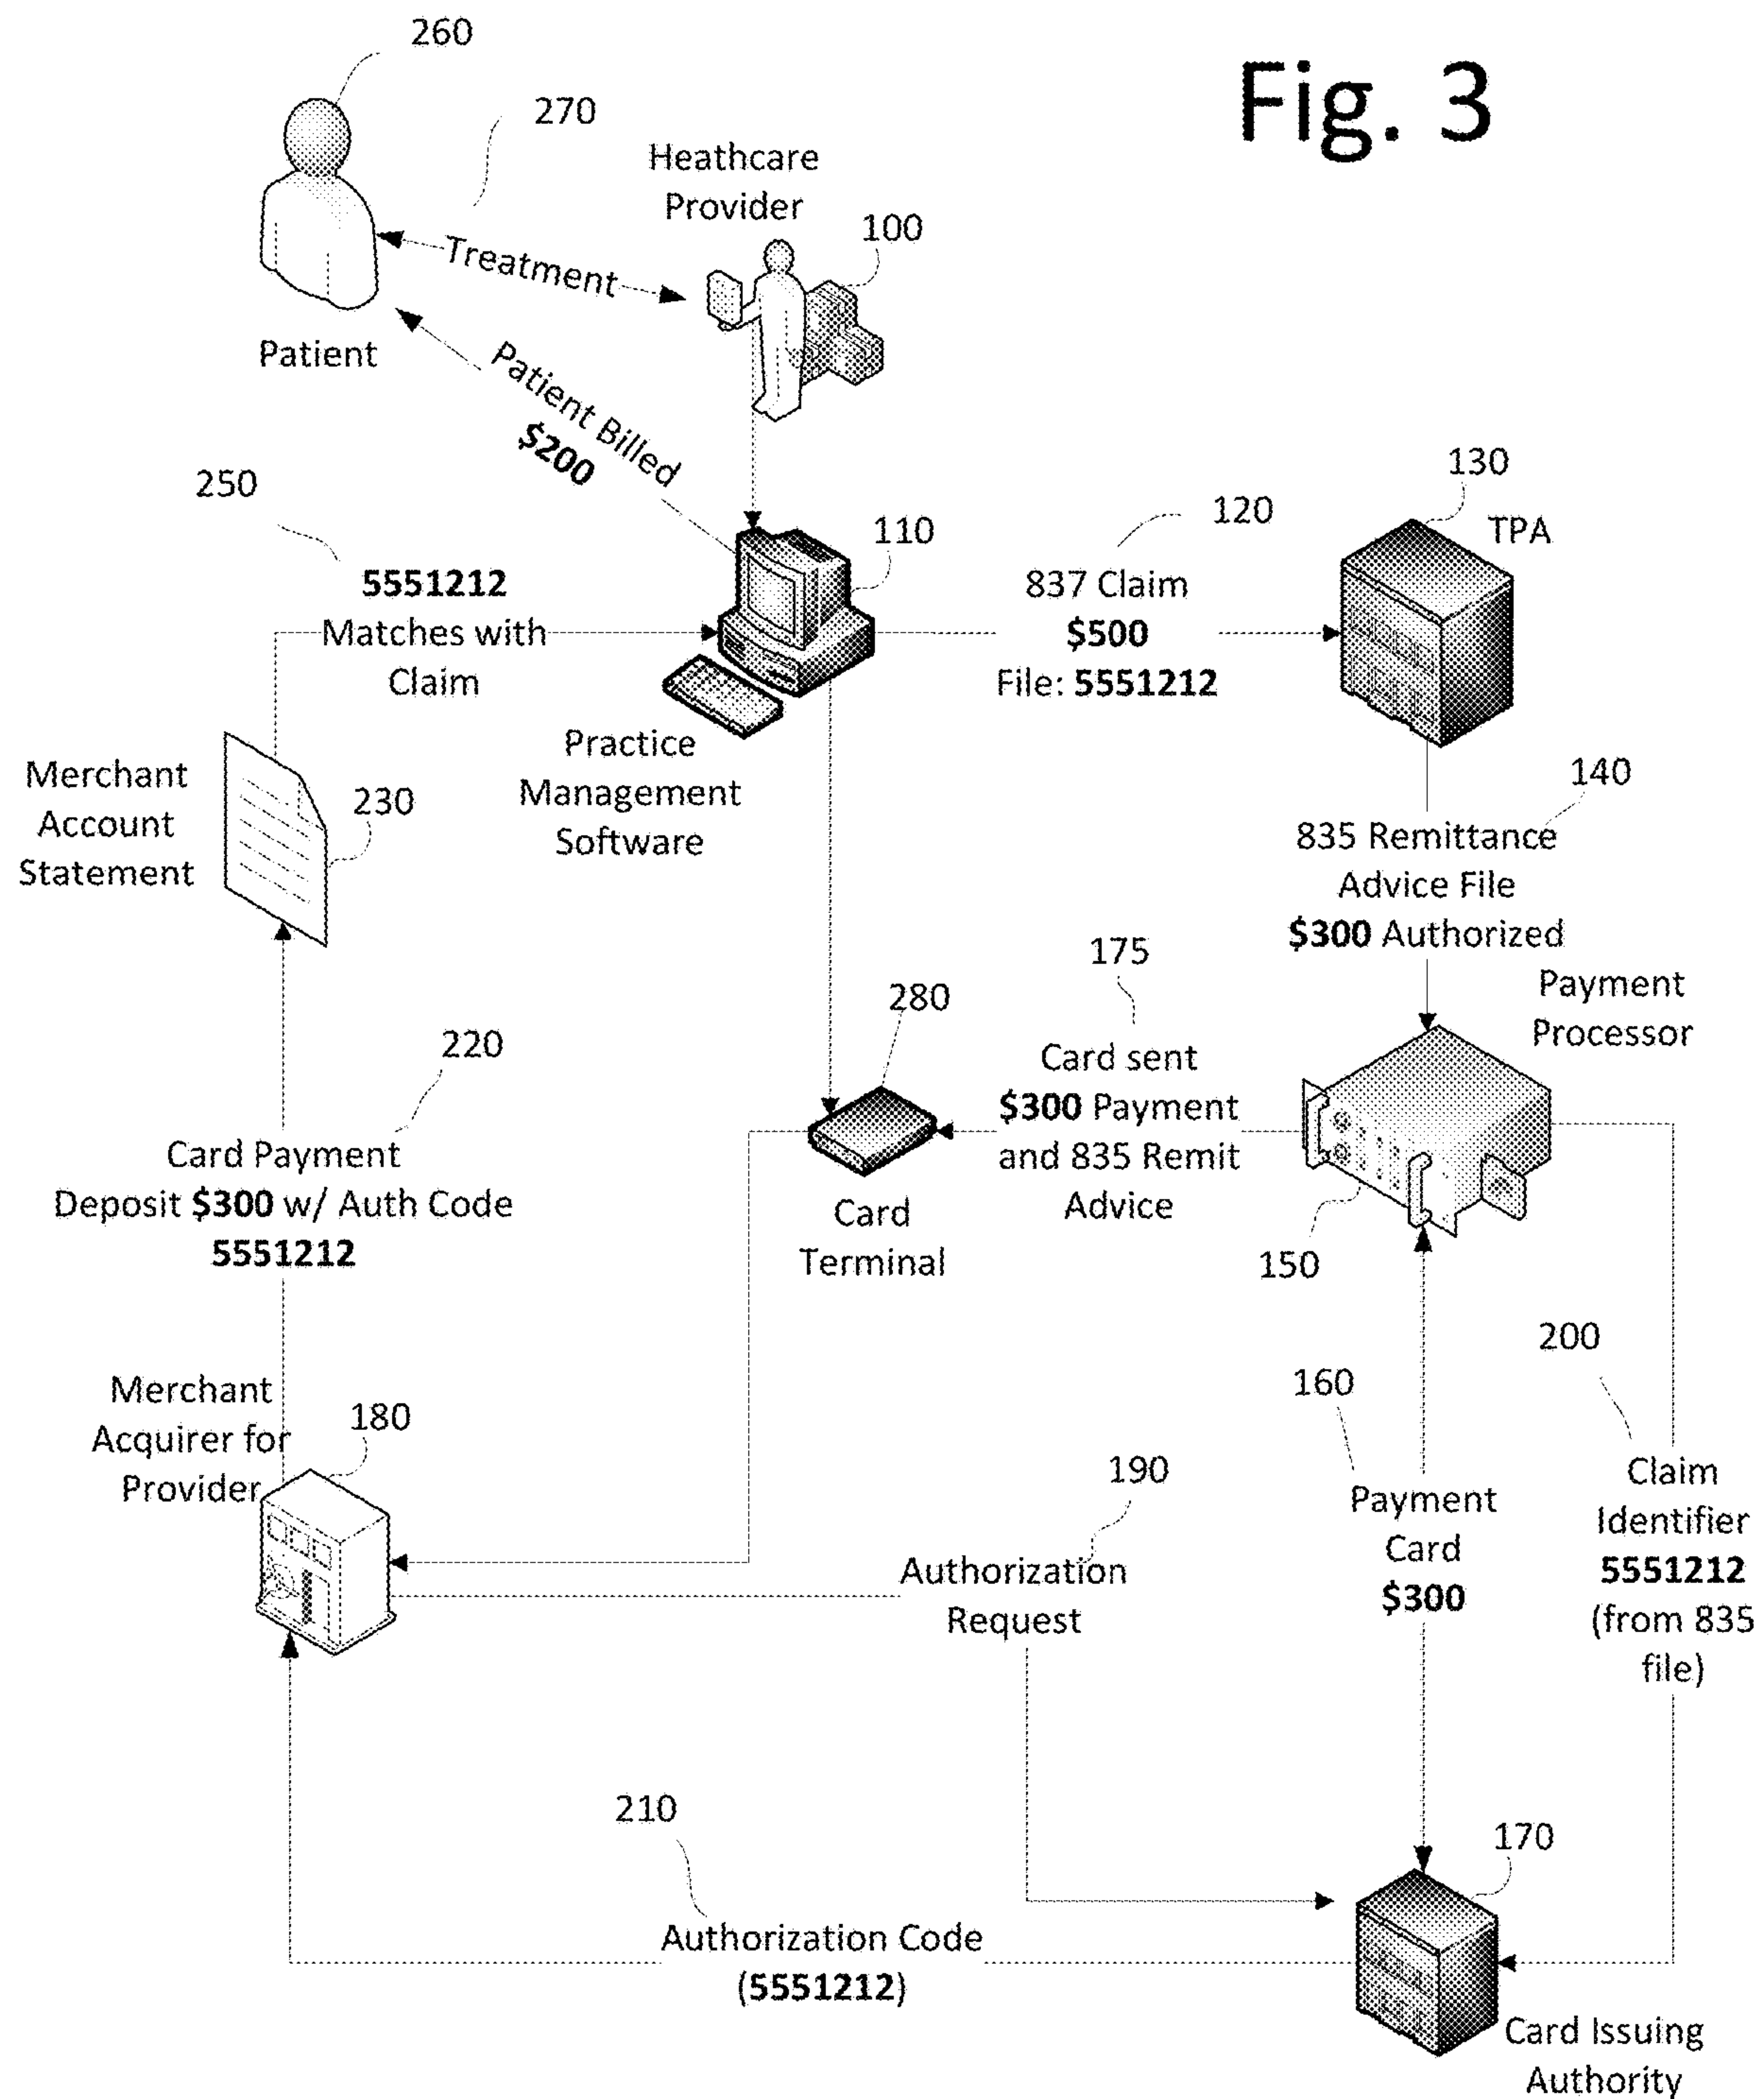 Fig. 3
260
270
Heathcare
Provider
100
Treatment
Patient
Patient Billed
$200
250
5551212
Matches with
Claim
110
Practice
Management
Software
120
837 Claim
$500
File: 5551212
130
TPA
140
835 Remittance
Advice File
$300 Authorized
Payment
Processor
150
175
Card sent
$300 Payment
and 835 Remit
Advice
280
Card
Terminal
Merchant
Account
Statement
230
220
Card Payment
Deposit $300 w/ Auth Code
5551212
Merchant
Acquirer for
Provider
180
190
Authorization
Request
160
Payment
Card
$300
200
Claim
Identifier
5551212
(from 835
file)
210
Authorization Code
(5551212)
170
Card Issuing
Authority